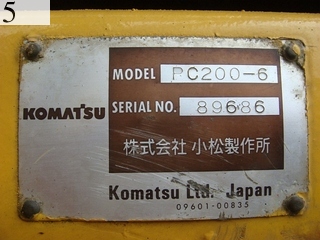 5
MODEL PC200-6
KOMATSU
SERIAL NO. 89686
株式会社 小松製作所
Komatsu Ltd. Japan
09601-00835